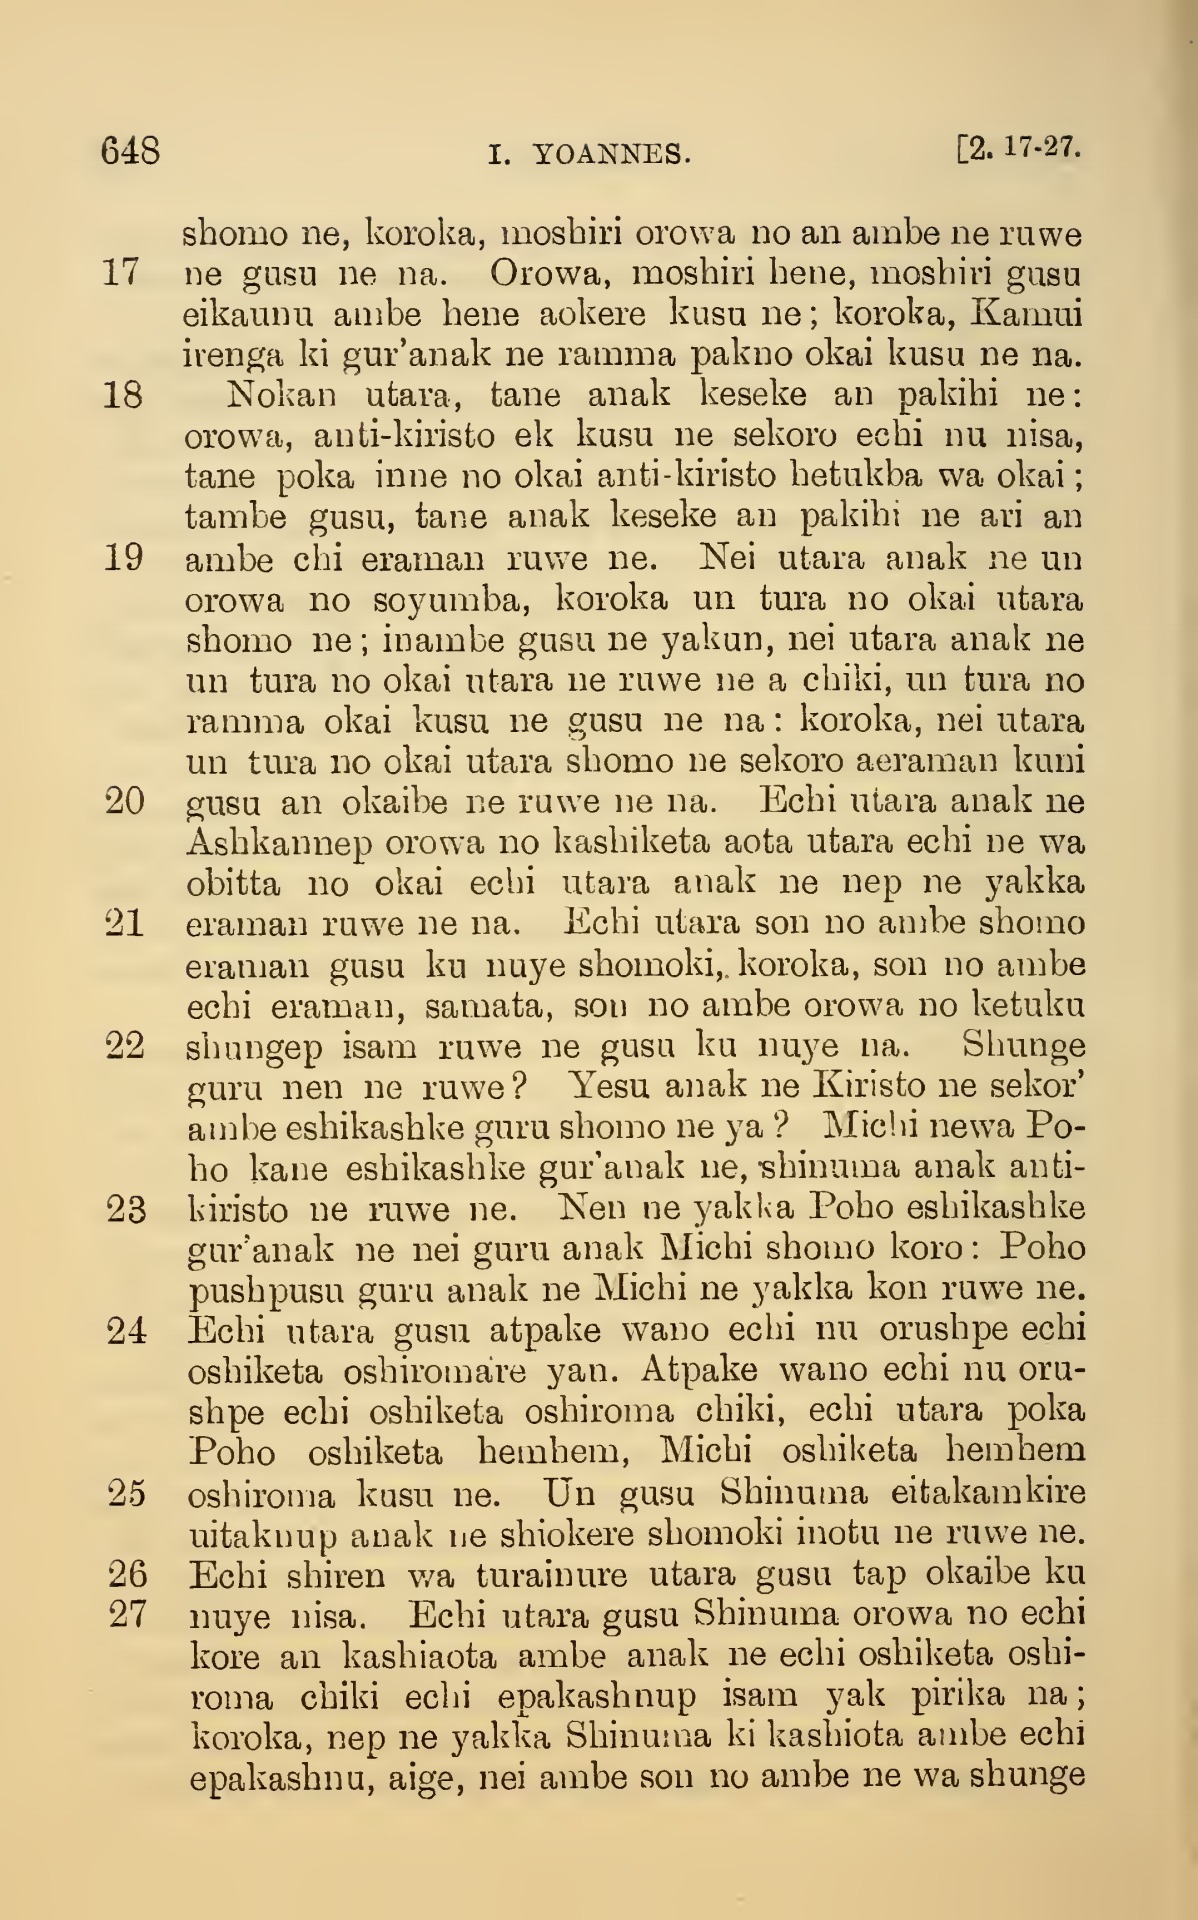 648 I. YOANNES. [2. 17-27.
shomo ne, koroka, moshiri orowa no an ambe ne ruwe
17 ne gusu ne na. Orowa, moshiri hene, moshiri gusu
eikaunu ambe hene aokere kusu ne; koroka, Kamui
irenga ki gur'anak ne ramma pakno okai kusu ne na.
18 Nokan utara, tane anak keseke an pakihi ne:
orowa, anti-kiristo ek kusu ne sekoro echi nu nisa,
tane poka inne no okai anti-kiristo hetukba wa okai;
tambe gusu, tane anak keseke an pakihi ne ari an
19 ambe chi eraman ruwe ne. Nei utara anak ne un
orowa no soyumba, koroka un tura no okai utara
shomo ne; inambe gusu ne yakun, nei utara anak ne
un tura no okai utara ne ruwe ne a chiki, un tura no
ramma okai kusu ne gusu ne na: koroka, nei utara
un tura no okai utara shomo ne sekoro aeraman kuni
20 gusu an okaibe ne ruwe ne na. Echi utara anak ne
Ashkannep orowa no kashiketa aota utara echi ne wa
obitta no okai echi utara anak ne nep ne yakka
21 eraman ruwe ne na. Echi utara son no ambe shomo
eraman gusu ku nuye shomoki, koroka, son no ambe
echi eraman, samata, son no ambe orowa no ketuku
22 shungep isam ruwe ne gusu ku nuye na. Shunge
guru nen ne ruwe? Yesu anak ne Kiristo ne sekor'
ambe eshikashke guru shomo ne ya? Michi newa Po-
ho kane eshikashke gur'anak ne, shinuma anak anti-
23 kiristo ne ruwe ne. Nen ne yakka Poho eshikashke
gur'anak ne nei guru anak Michi shomo koro: Poho
pushpusu guru anak ne Michi ne yakka kon ruwe ne.
24 Echi utara gusu atpake wano echi nu orushpe echi
oshiketa oshiromare yan. Atpake wano echi nu oru-
shpe echi oshiketa oshiroma chiki, echi utara poka
Poho oshiketa hemhem, Michi oshiketa hemhem
25 oshiroma kusu ne. Un gusu Shinuma eitakamkire
uitaknup anak ne shiokere shomoki inotu ne ruwe ne.
26 Echi shiren wa turainure utara gusu tap okaibe ku
27 nuye nisa. Echi utara gusu Shinuma orowa no echi
kore an kashiaota ambe anak ne echi oshiketa oshi-
roma chiki echi epakashnup isam yak pirika na;
koroka, nep ne yakka Shinuma ki kashiota ambe echi
epakashnu, aige, nei ambe son no ambe ne wa shunge